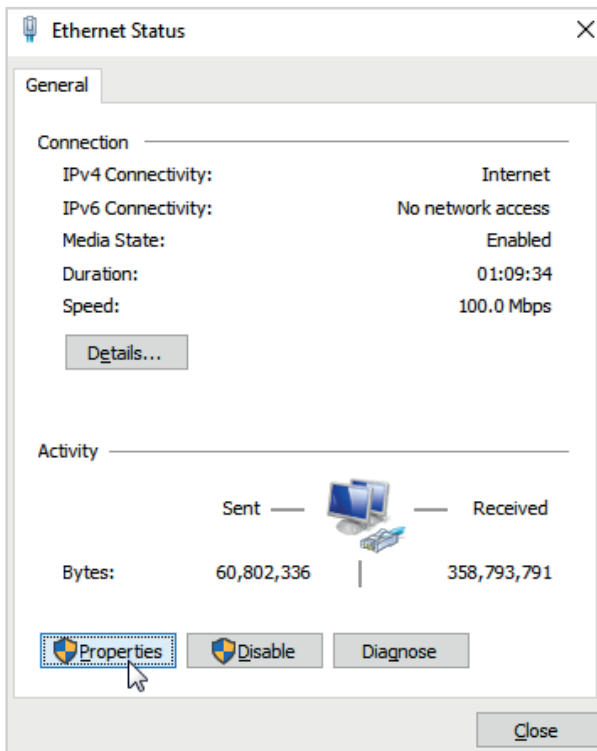 Ethernet Status
General
Connection
IPv4 Connectivity: Internet
IPv6 Connectivity: No network access
Media State: Enabled
Duration: 01:09:34
Speed: 100.0 Mbps
Details...
Activity
Sent Received
Bytes: 60,802,336 358,793,791
Properties Disable Diagnose
Close